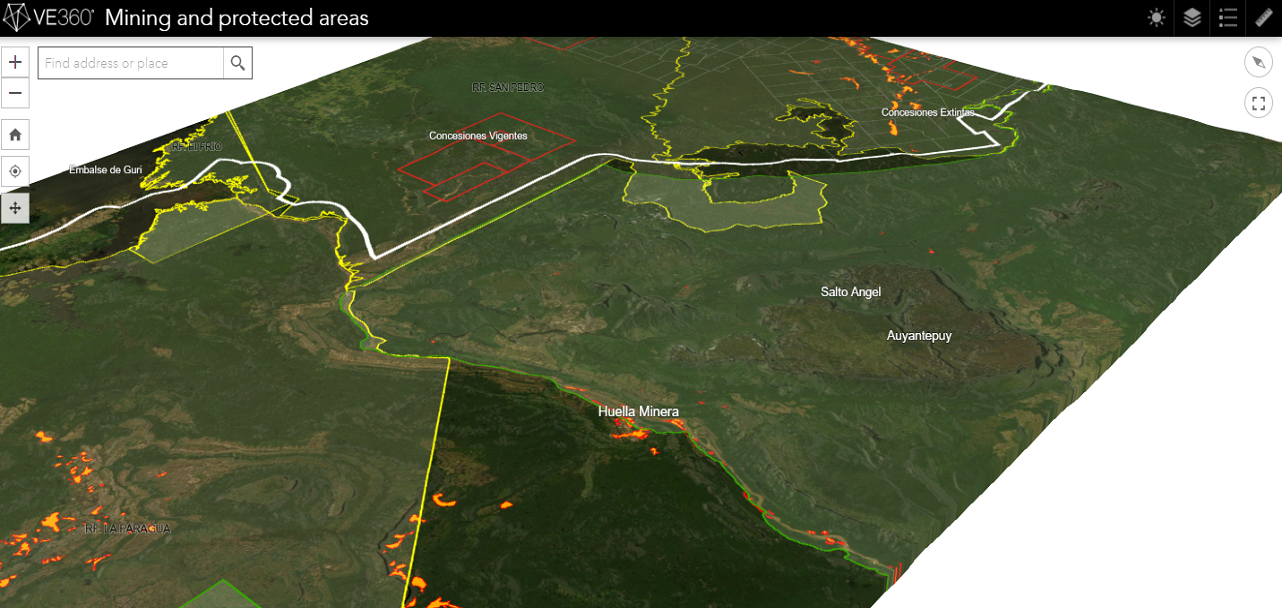 VE360° Mining and protected areas
Find address or place
RF. SAN PEDRO
Concesiones Extintas
Concesiones Vigentes
RF. El FRIO
Embalse de Guri
Salto Angel
Auyantepuy
Huella Minera
RF. LA PARAGUA